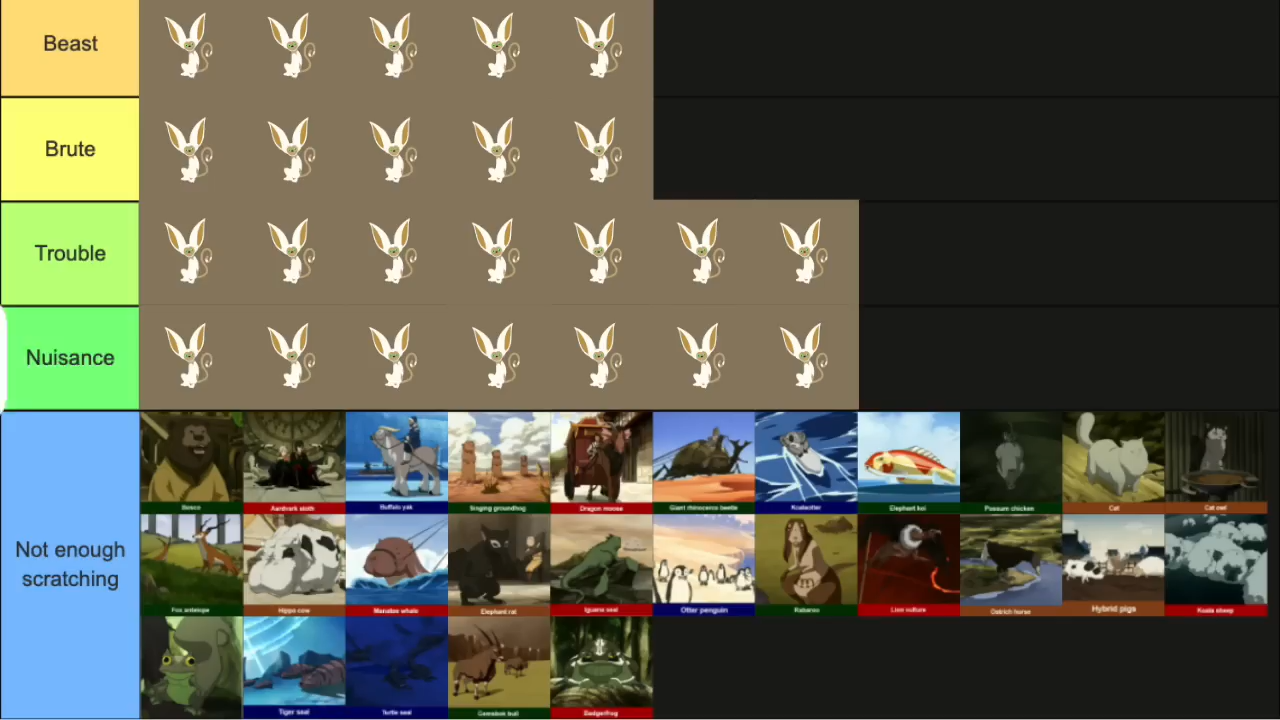 Beast
Brute
Trouble
Nuisance
Not enough
scratching
Bosco
Aardvark sloth
Buffalo yak
Singing groundhog
Dragon moose
Giant rhinoceros beetle
Koalaotter
Elephant koi
Possum chicken
Cat
Cat owl
Fox antelope
Hippo cow
Manatee whale
Elephant rat
Iguana seal
Otter penguin
Rabaroo
Lion vulture
Ostrich horse
Hybrid pigs
Koala sheep
Tiger seal
Turtle seal
Gemsbok bull
Badgerfrog